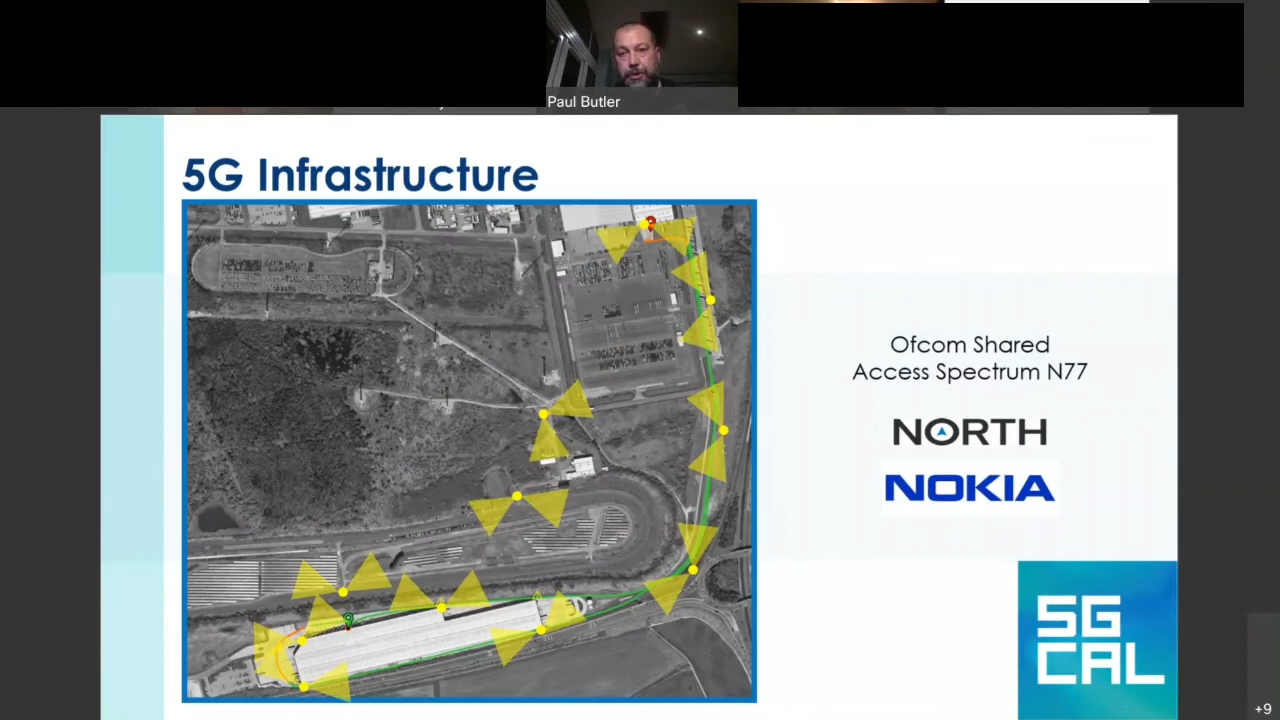 Paul Butler
5G Infrastructure
Ofcom Shared
Access Spectrum N77
NORTH
NOKIA
5G
CAL
+9